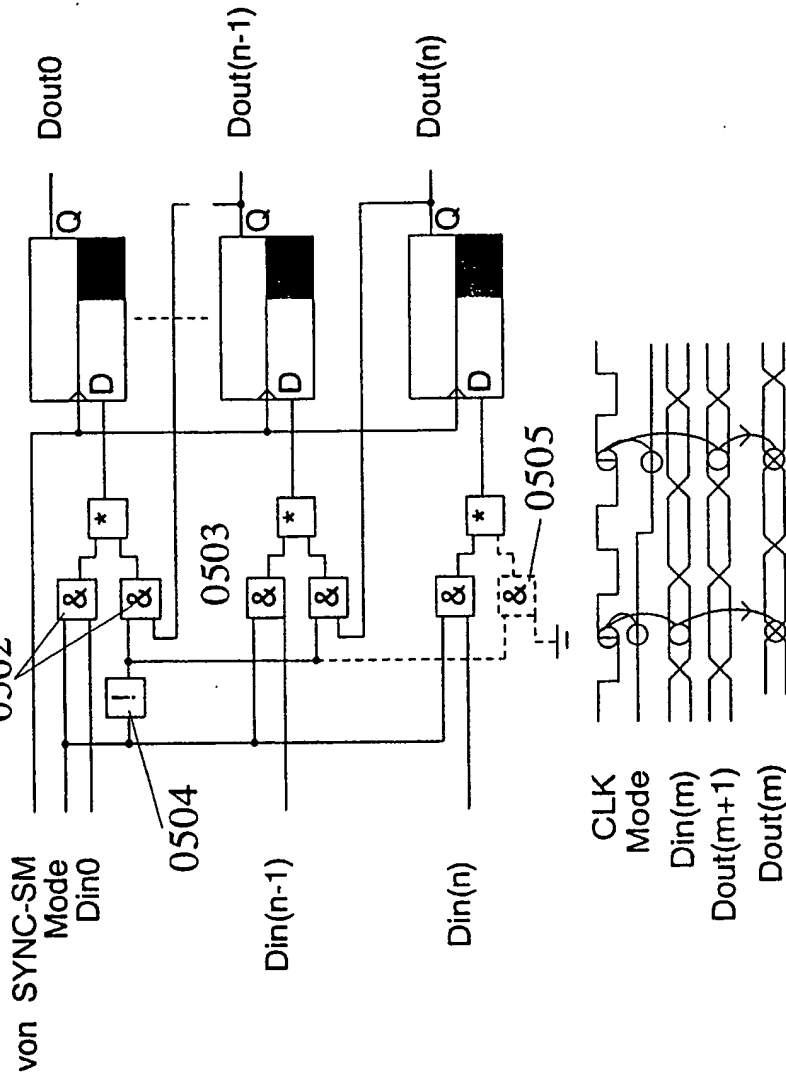 von SYNC-SM
Mode
Din0
0502
&
&
!
0504
*
D
Q
Dout0
0503
Din(n-1)
&
&
*
D
Q
Dout(n-1)
Din(n)
&
&
*
0505
D
Q
Dout(n)
CLK
Mode
Din(m)
Dout(m+1)
Dout(m)